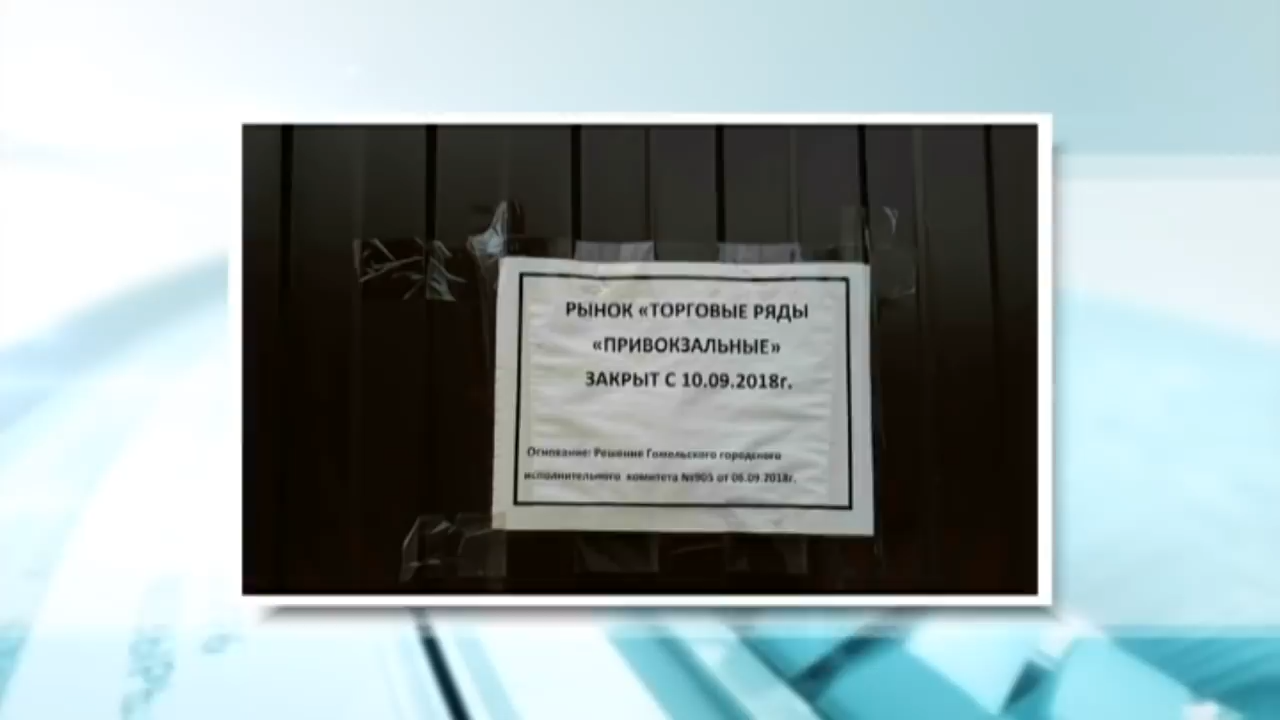 РЫНОК «ТОРГОВЫЕ РЯДЫ
«ПРИВОКЗАЛЬНЫЕ»
ЗАКРЫТ С 10.09.2018г.
Основание: Решение Гомельского городского
исполнительного комитета №905 от 06.09.2018г.